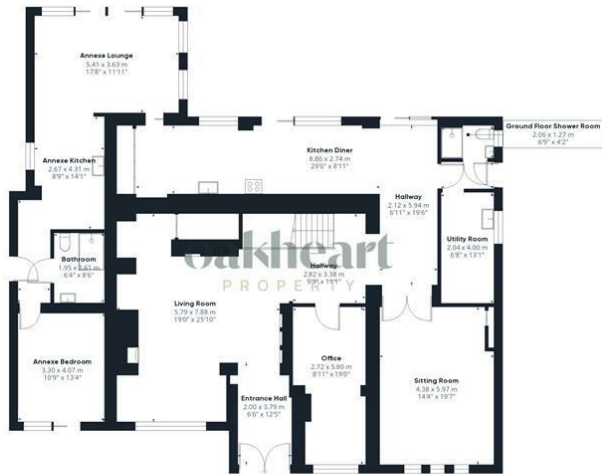 Annexe Lounge
5.41 x 3.63 m
17'8" x 11'11"
Annexe Kitchen
2.67 x 4.31 m
8'9" x 14'1"
Kitchen Diner
8.86 x 2.74 m
29'0" x 8'11"
Ground Floor Shower Room
2.06 x 1.27 m
6'9" x 4'2"
Hallway
2.12 x 5.94 m
6'11" x 19'6"
Utility Room
2.04 x 4.00 m
6'8" x 13'1"
Bathroom
1.95 x 2.61 m
6'4" x 8'6"
oakheart
PROPERTY
Hallway
2.82 x 3.38 m
x 11'1"
Living Room
5.79 x 7.88 m
19'0" x 25'10"
Annexe Bedroom
3.30 x 4.07 m
10'9" x 13'4"
Entrance Hall
2.00 x 3.79 m
6'6" x 12'5"
Office
2.72 x 5.80 m
8'11" x 19'0"
Sitting Room
4.38 x 5.97 m
14'4" x 19'7"